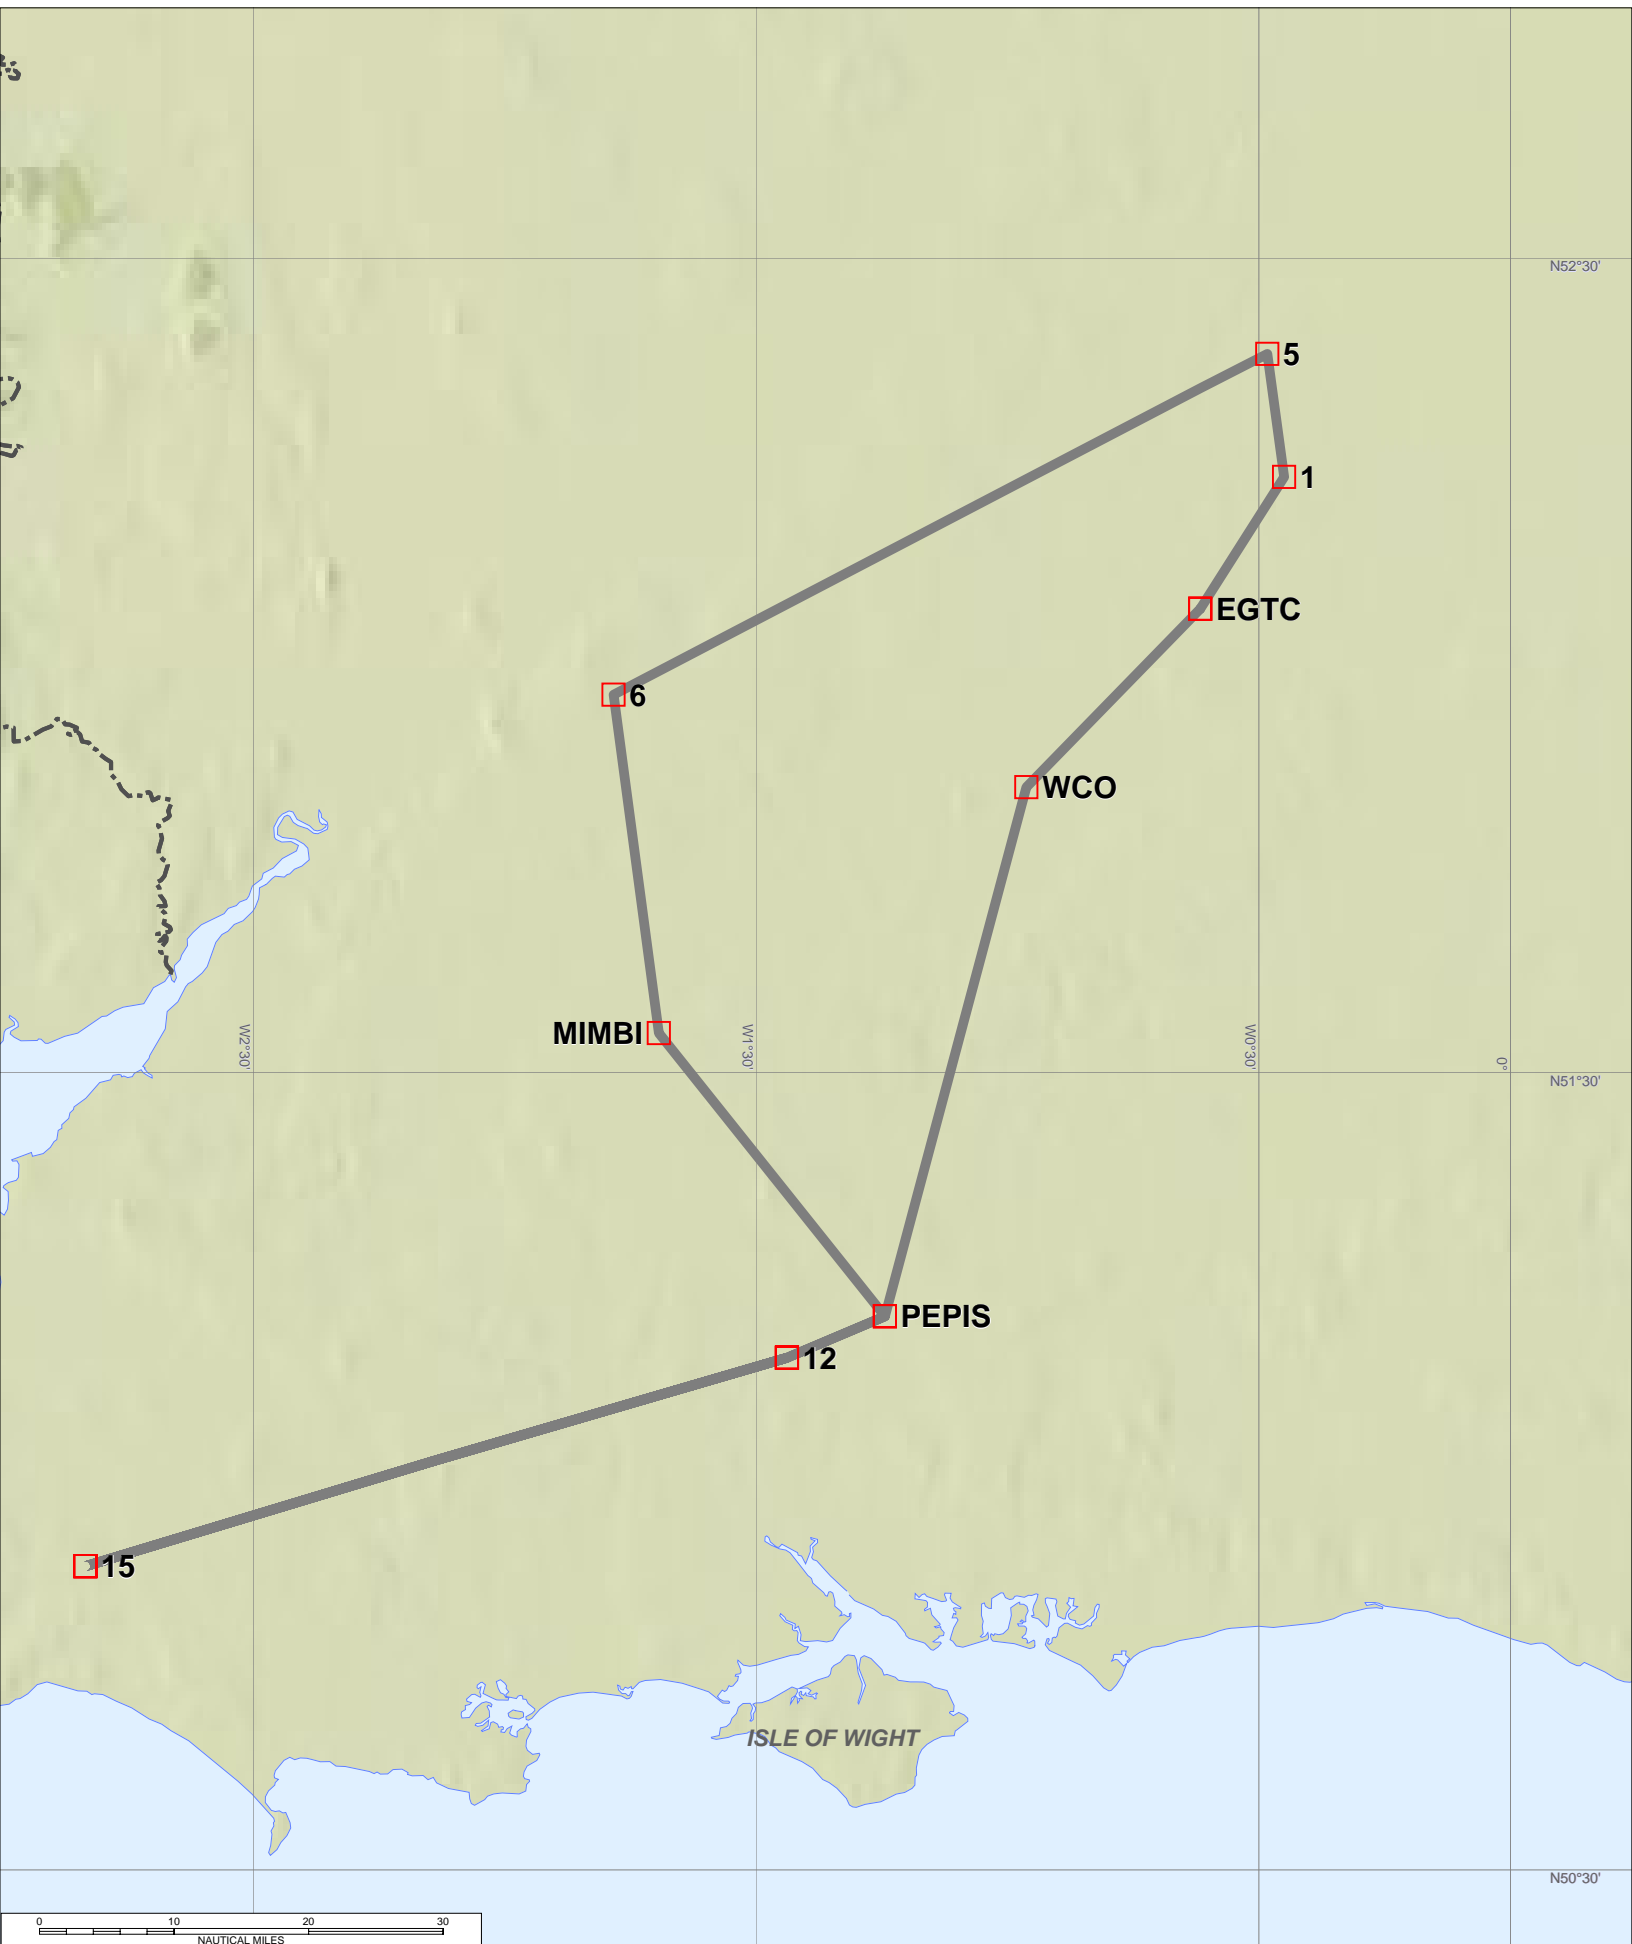 N52°30'
5
1
EGTC
6
WCO
MIMBI
W2°30'
W1°30'
W0°30'
0°
N51°30'
PEPIS
12
15
ISLE OF WIGHT
N50°30'
0 10 20 30
NAUTICAL MILES